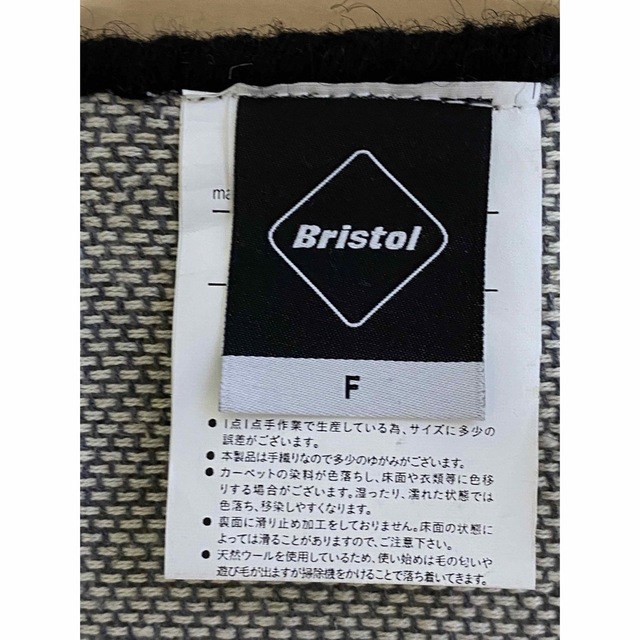 ma
Bristol
F
●1点1点手作業で生産している為、サイズに多少の
誤差がございます。
●本製品は手織りなので多少のゆがみがございます。
●カーペットの染料が色落ちし、床面や衣類等に色移
りする場合がございます。湿ったり、濡れた状態では
色落ち、移染しやすくなります。
●裏面に滑り止め加工をしておりません。床面の状態に
よっては滑ることがありますので、ご注意下さい。
●天然ウールを使用しているため、使い始めは毛の匂いや
遊び毛が出ますが掃除機をかけることで落ち着いてきます。